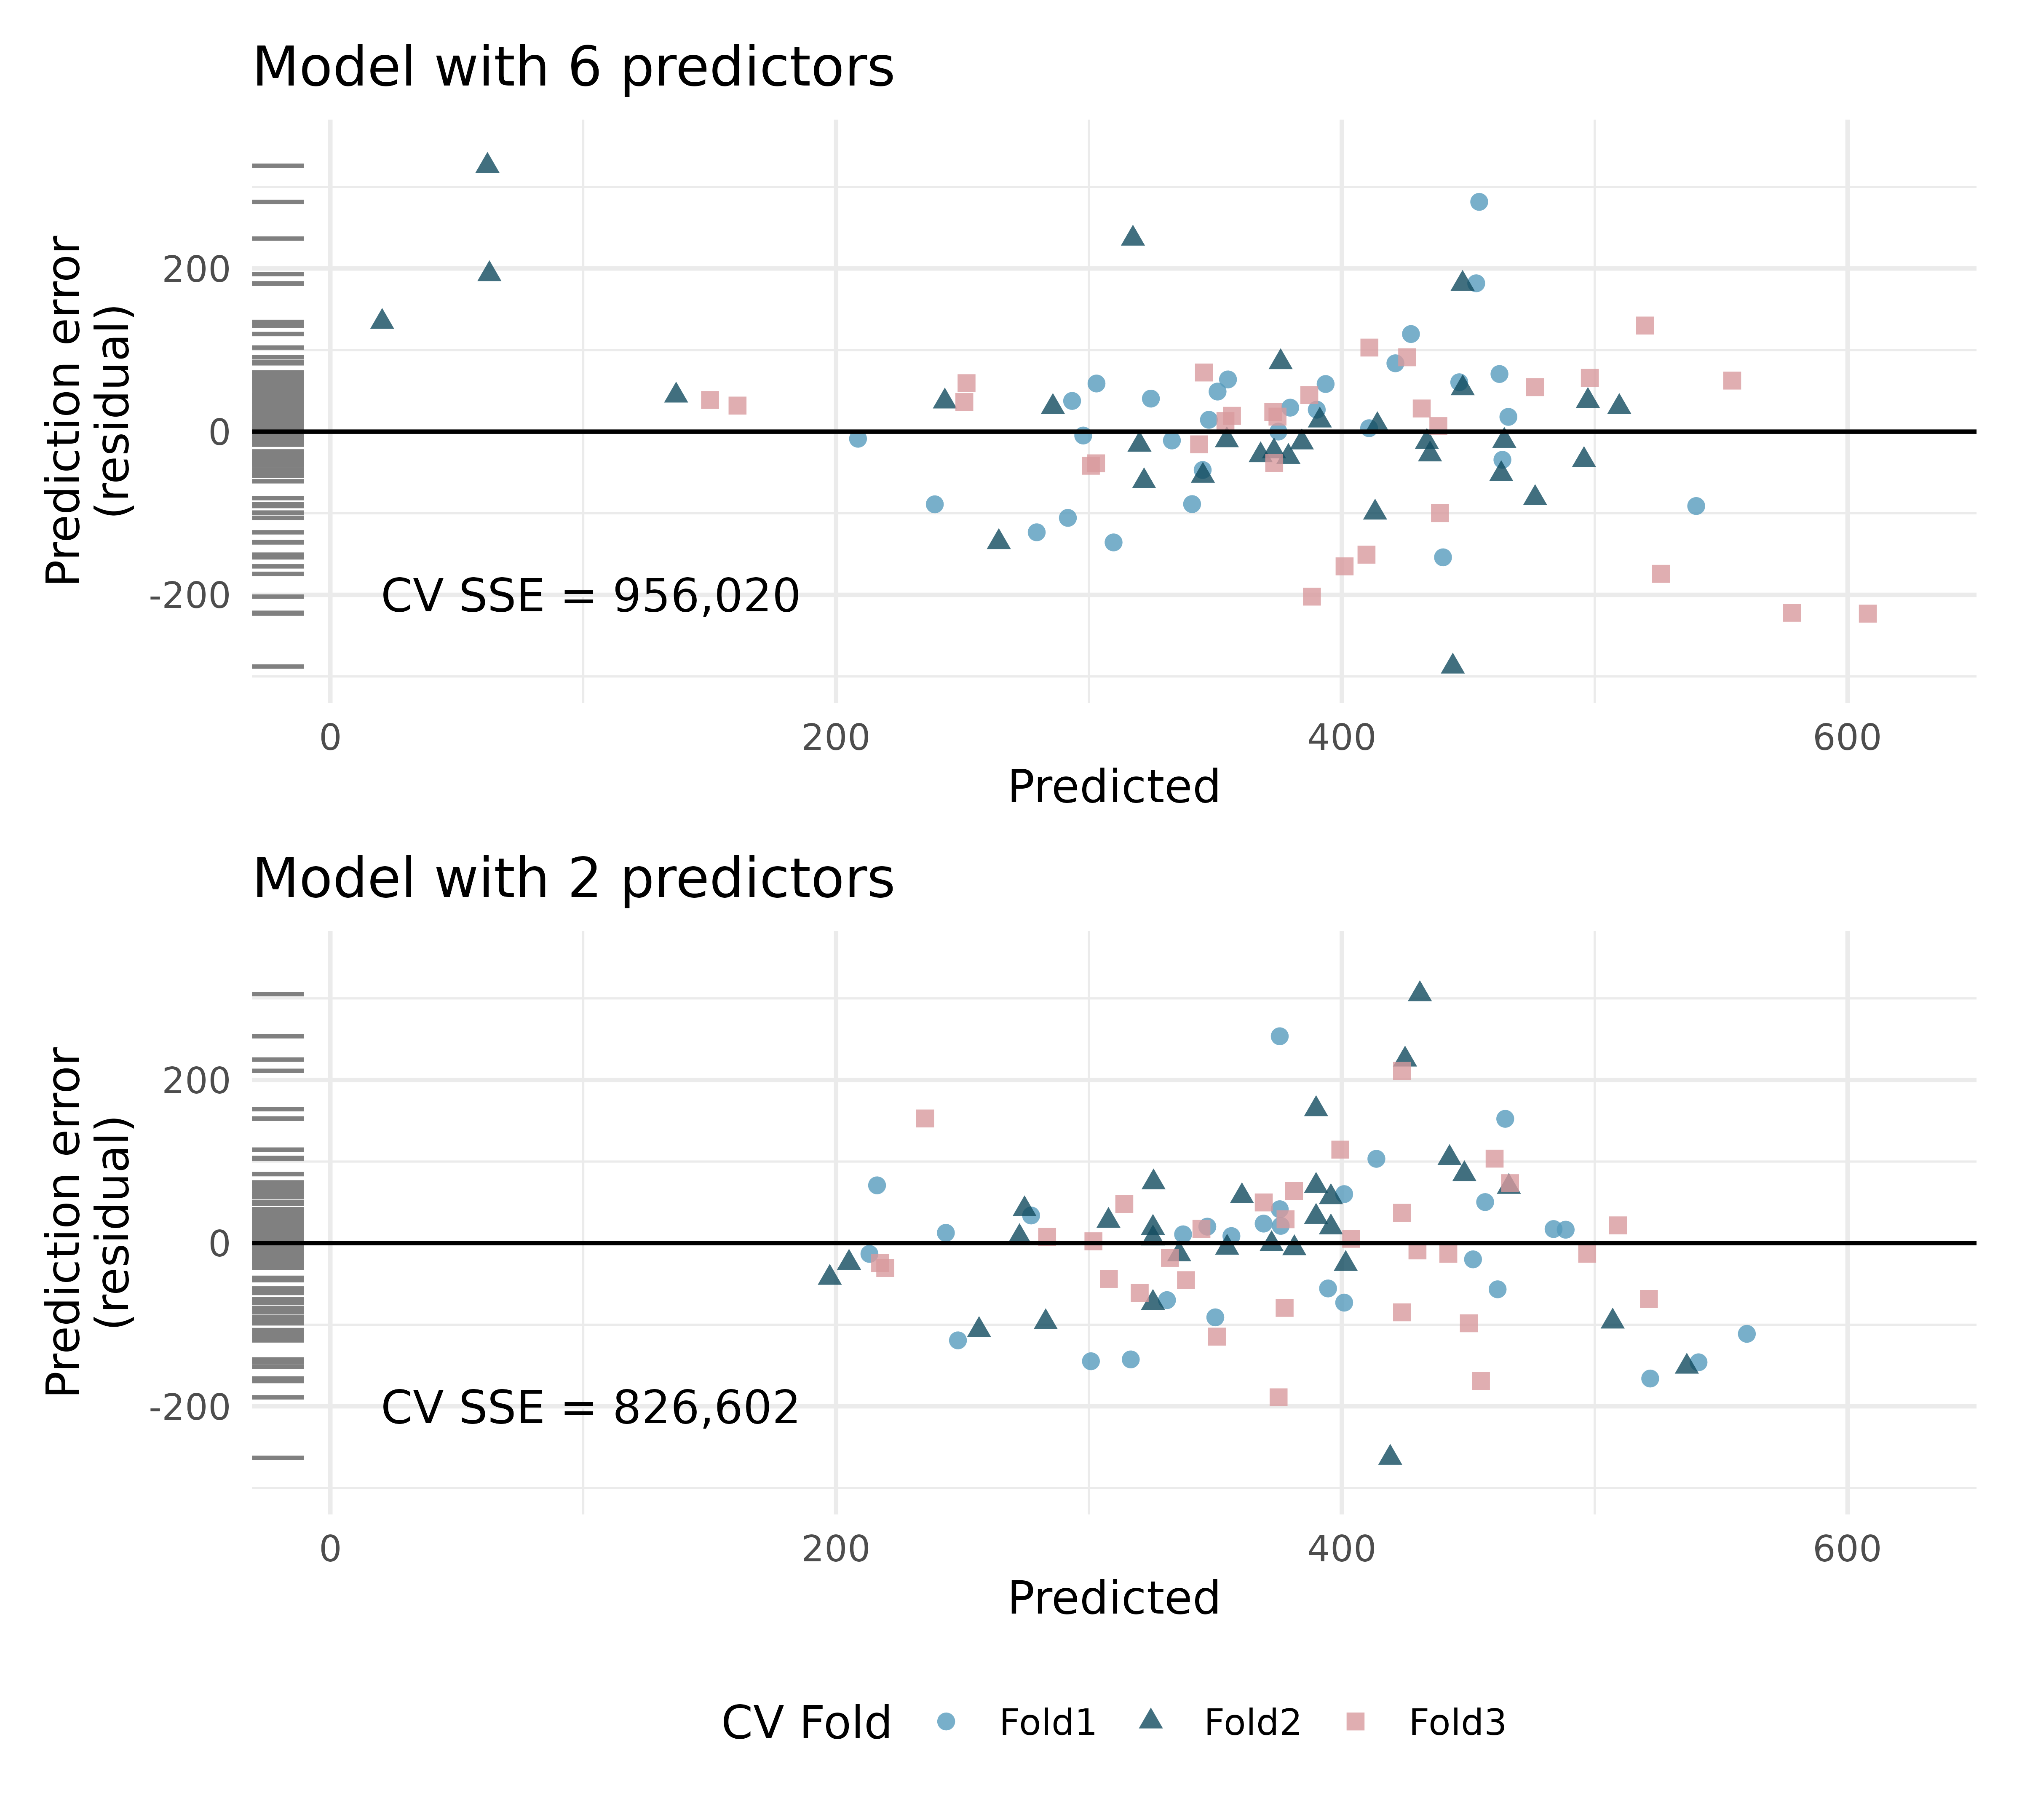 Model with 6 predictors
Prediction error
(residual)
200
0
-200
CV SSE = 956,020
0 200 400 600
Predicted
Model with 2 predictors
Prediction error
(residual)
200
0
-200
CV SSE = 826,602
0 200 400 600
Predicted
CV Fold Fold1 Fold2 Fold3